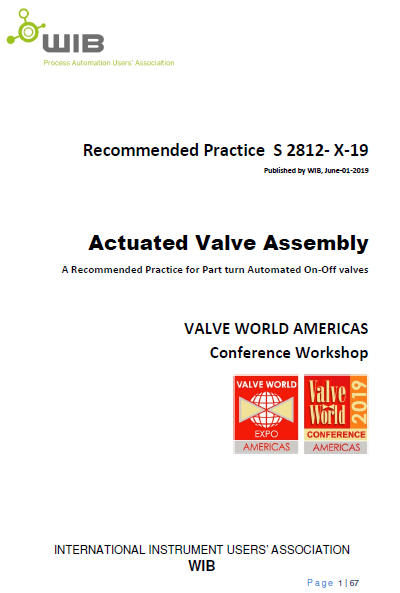 WIB
Process Automation Users' Association
Recommended Practice S 2812- X-19
Published by WIB, June-01-2019
Actuated Valve Assembly
A Recommended Practice for Part turn Automated On-Off valves
VALVE WORLD AMERICAS
Conference Workshop
VALVE WORLD
EXPO
AMERICAS
Valve
World
2019
CONFERENCE
AMERICAS
INTERNATIONAL INSTRUMENT USERS' ASSOCIATION
WIB
Page 1 | 67